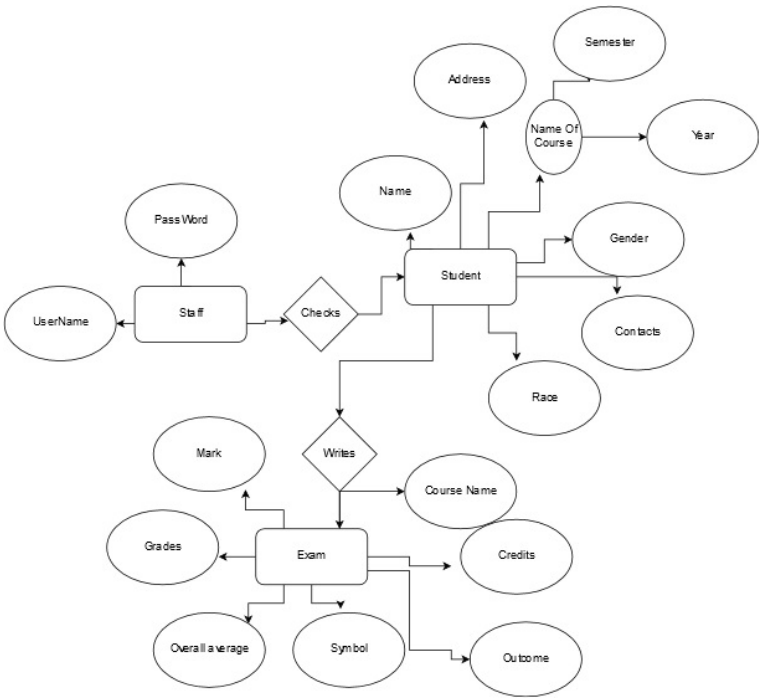 Semester
Address
Name Of
Course
Year
Name
PassWord
Gender
Student
Staff
Checks
UserName
Contacts
Race
Writes
Mark
Course Name
Grades
Exam
Credits
Overall average
Symbol
Outcome